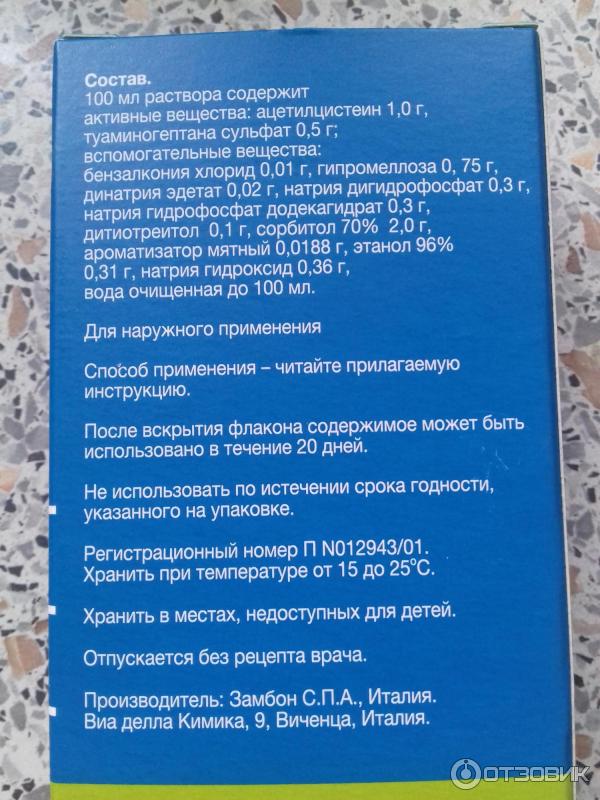 Состав.
100 мл раствора содержит
активные вещества: ацетилцистеин 1,0 г,
туаминогептана сульфат 0,5 г;
вспомогательные вещества:
бензалкония хлорид 0,01 г, гипромеллоза 0, 75 г,
динатрия эдетат 0,02 г, натрия дигидрофосфат 0,3 г,
натрия гидрофосфат додекагидрат 0,3 г,
дитиотреитол 0,1 г, сорбитол 70% 2,0 г,
ароматизатор мятный 0,0188 г, этанол 96%
0,31 г, натрия гидроксид 0,36 г,
вода очищенная до 100 мл.
Для наружного применения
Способ применения – читайте прилагаемую
инструкцию.
После вскрытия флакона содержимое может быть
использовано в течение 20 дней.
Не использовать по истечении срока годности,
указанного на упаковке.
Регистрационный номер П N012943/01.
Хранить при температуре от 15 до 25°C.
Хранить в местах, недоступных для детей.
Отпускается без рецепта врача.
Производитель: Замбон С.П.А., Италия.
Виа делла Кимика, 9, Виченца, Италия.
ОТЗОВИК